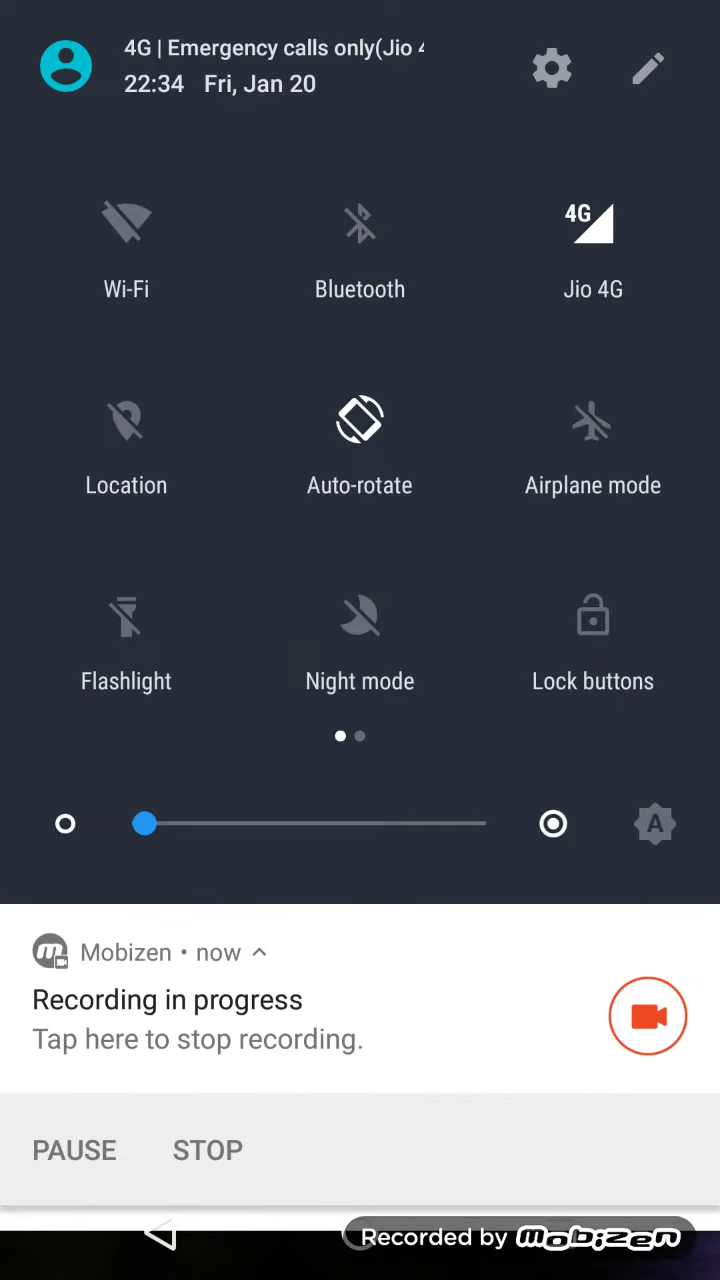 4G | Emergency calls only(Jio 4
22:34 Fri, Jan 20
4G
Wi-Fi
Bluetooth
Jio 4G
Location
Auto-rotate
Airplane mode
Flashlight
Night mode
Lock buttons
A
m
Mobizen • now
Recording in progress
Tap here to stop recording.
PAUSE STOP
Recorded by mobizen